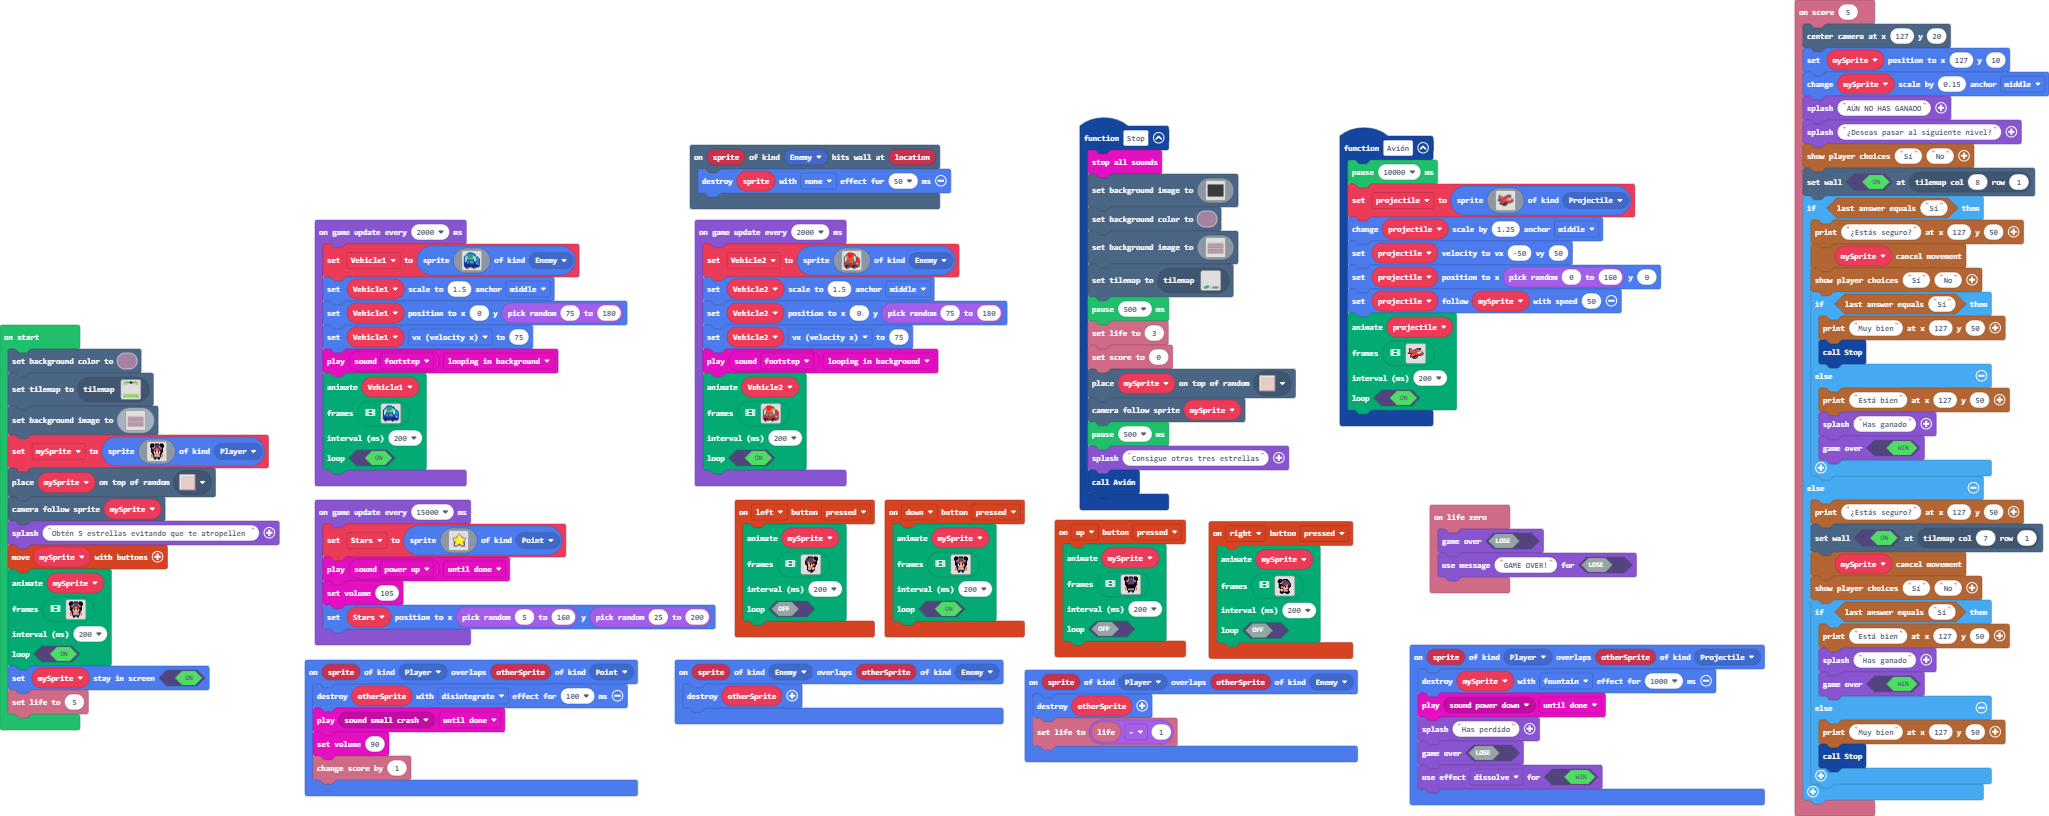 on start
set background color to
set tilemap to tilemap
set background image to
set mySprite to sprite of kind Player
place mySprite on top of random
camera follow sprite mySprite
splash "Obtén 5 estrellas evitando que te atropellen"
move mySprite with buttons
animate mySprite
frames
interval (ms) 200
loop ON
set mySprite stay in screen ON
set life to 5
on game update every 2000 ms
set Vehicle1 to sprite of kind Enemy
set Vehicle1 scale to 1.5 anchor middle
set Vehicle1 position to x 0 y pick random 75 to 180
set Vehicle1 vx (velocity x) to 75
play sound footstep looping in background
animate Vehicle1
frames
interval (ms) 200
loop ON
on game update every 15000 ms
set Stars to sprite of kind Point
play sound power up until done
set volume 105
set Stars position to x pick random 5 to 160 y pick random 25 to 200
on sprite of kind Player overlaps otherSprite of kind Point
destroy otherSprite with disintegrate effect for 100 ms
play sound small crash until done
set volume 90
change score by 1
on sprite of kind Enemy hits wall at location
destroy sprite with none effect for 50 ms
on game update every 2000 ms
set Vehicle2 to sprite of kind Enemy
set Vehicle2 scale to 1.5 anchor middle
set Vehicle2 position to x 0 y pick random 75 to 180
set Vehicle2 vx (velocity x) to 75
play sound footstep looping in background
animate Vehicle2
frames
interval (ms) 200
loop ON
on left button pressed
animate mySprite
frames
interval (ms) 200
loop OFF
on down button pressed
animate mySprite
frames
interval (ms) 200
loop ON
on sprite of kind Enemy overlaps otherSprite of kind Enemy
destroy otherSprite
function Stop
stop all sounds
set background image to
set background color to
set background image to
set tilemap to tilemap
pause 500 ms
set life to 3
set score to 0
place mySprite on top of random
camera follow sprite mySprite
pause 500 ms
splash "Consigue otras tres estrellas"
call Avión
on up button pressed
animate mySprite
frames
interval (ms) 200
loop OFF
on right button pressed
animate mySprite
frames
interval (ms) 200
loop OFF
on sprite of kind Player overlaps otherSprite of kind Enemy
destroy otherSprite
set life to life - 1
function Avión
pause 10000 ms
set projectile to sprite of kind Projectile
change projectile scale by 1.25 anchor middle
set projectile velocity to vx -50 vy 50
set projectile position to x pick random 0 to 160 y 0
set projectile follow mySprite with speed 50
animate projectile
frames
interval (ms) 200
loop ON
on life zero
game over LOSE
use message "GAME OVER!" for LOSE
on sprite of kind Player overlaps otherSprite of kind Projectile
destroy mySprite with fountain effect for 1000 ms
play sound power down until done
splash "Has perdido"
game over LOSE
use effect dissolve for WIN
on score 5
center camera at x 127 y 20
set mySprite position to x 127 y 10
change mySprite scale by 0.15 anchor middle
splash "AÚN NO HAS GANADO"
splash "¿Deseas pasar al siguiente nivel?"
show player choices "Sí" "No"
set wall ON at tilemap col 8 row 1
if last answer equals "Sí" then
print "¿Estás seguro?" at x 127 y 50
mySprite cancel movement
show player choices "Sí" "No"
if last answer equals "Sí" then
print "Muy bien" at x 127 y 50
call Stop
else
print "Está bien" at x 127 y 50
splash "Has ganado"
game over WIN
else
print "¿Estás seguro?" at x 127 y 50
set wall ON at tilemap col 7 row 1
mySprite cancel movement
show player choices "Sí" "No"
if last answer equals "Sí" then
print "Está bien" at x 127 y 50
splash "Has ganado"
game over WIN
else
print "Muy bien" at x 127 y 50
call Stop